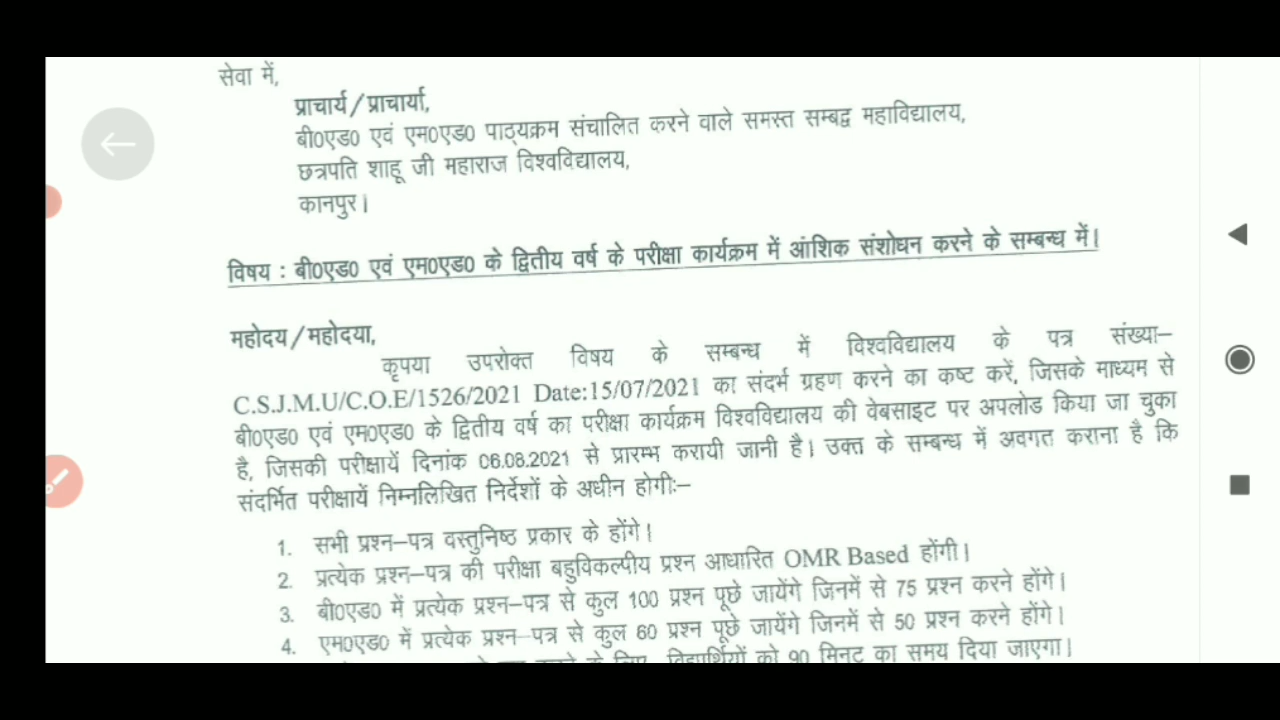 सेवा में,
प्राचार्य/प्राचार्या,
बी0एड0 एवं एम0एड0 पाठ्यक्रम संचालित करने वाले समस्त सम्बद्व महाविद्यालय,
छत्रपति शाहू जी महाराज विश्वविद्यालय,
कानपुर।
विषय : बी0एड0 एवं एम0एड0 के द्वितीय वर्ष के परीक्षा कार्यक्रम में आंशिक संशोधन करने के सम्बन्ध में।
महोदय/महोदया,
कृपया उपरोक्त विषय के सम्बन्ध में विश्वविद्यालय के पत्र संख्या–
C.S.J.M.U/C.O.E/1526/2021 Date:15/07/2021 का संदर्भ ग्रहण करने का कष्ट करें, जिसके माध्यम से
बी0एड0 एवं एम0एड0 के द्वितीय वर्ष का परीक्षा कार्यक्रम विश्वविद्यालय की वेबसाइट पर अपलोड किया जा चुका
है, जिसकी परीक्षायें दिनांक 06.08.2021 से प्रारम्भ करायी जानी है। उक्त के सम्बन्ध में अवगत कराना है कि
संदर्भित परीक्षायें निम्नलिखित निर्देशों के अधीन होगी:–
1. सभी प्रश्न–पत्र वस्तुनिष्ठ प्रकार के होंगे।
2. प्रत्येक प्रश्न–पत्र की परीक्षा बहुविकल्पीय प्रश्न आधारित OMR Based होंगी।
3. बी0एड0 में प्रत्येक प्रश्न–पत्र से कुल 100 प्रश्न पूछे जायेंगे जिनमें से 75 प्रश्न करने होंगे।
4. एम0एड0 में प्रत्येक प्रश्न–पत्र से कुल 60 प्रश्न पूछे जायेंगे जिनमें से 50 प्रश्न करने होंगे।
के लिए विद्यार्थियों को 90 मिनट का समय दिया जाएगा।